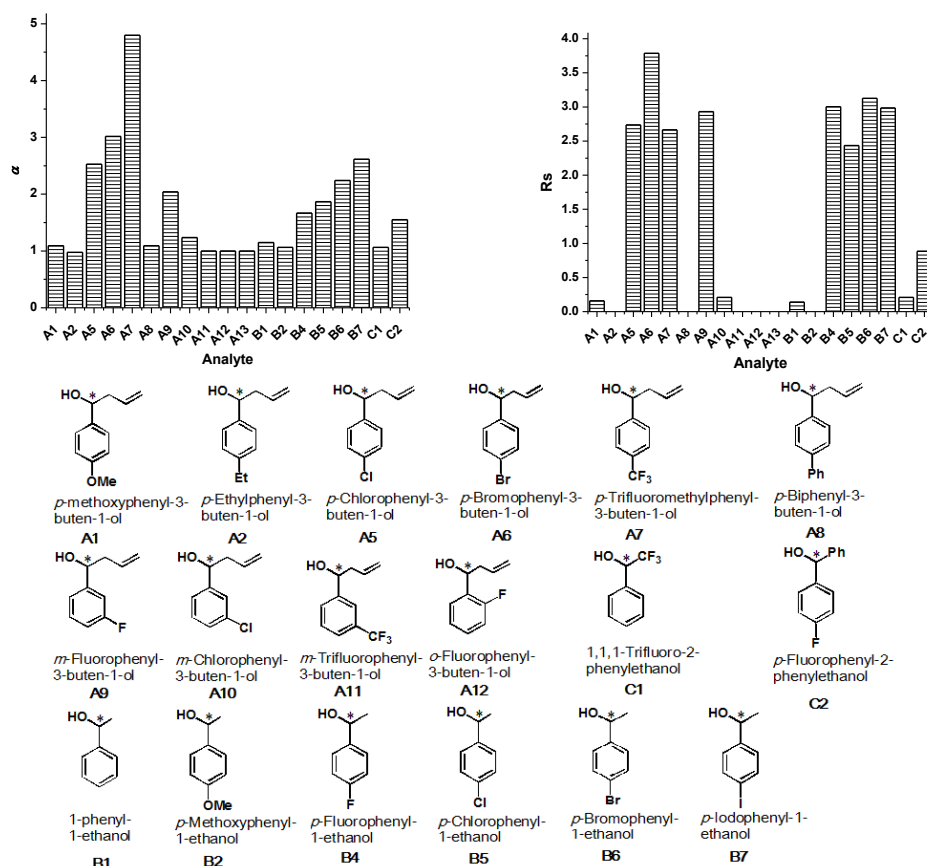 5
4
3
2
1
0
α
A1 A2 A5 A6 A7 A8 A9 A10 A11 A12 A13 B1 B2 B4 B5 B6 B7 C1 C2
Analyte
4.0
3.5
3.0
2.5
2.0
1.5
1.0
0.5
0.0
Rs
A1 A2 A5 A6 A7 A8 A9 A10 A11 A12 A13 B1 B2 B4 B5 B6 B7 C1 C2
Analyte
HO * HO * HO * HO * HO * HO *
OMe Et Cl Br CF3 Ph
p-methoxyphenyl-3-
buten-1-ol
A1
p-Ethylphenyl-3-
buten-1-ol
A2
p-Chlorophenyl-3-
buten-1-ol
A5
p-Bromophenyl-3-
buten-1-ol
A6
p-Trifluoromethylphenyl-
3-buten-1-ol
A7
p-Biphenyl-3-
buten-1-ol
A8
HO * HO * HO * HO * HO * CF3 HO * Ph
F Cl CF3 F F
m-Fluorophenyl-
3-buten-1-ol
A9
m-Chlorophenyl-
3-buten-1-ol
A10
m-Trifluorophenyl-
3-buten-1-ol
A11
o-Fluorophenyl-
3-buten-1-ol
A12
1,1,1-Trifluoro-2-
phenylethanol
C1
p-Fluorophenyl-2-
phenylethanol
C2
HO * HO * HO * HO * HO * HO *
OMe F Cl Br I
1-phenyl-
1-ethanol
B1
p-Methoxyphenyl-
1-ethanol
B2
p-Fluorophenyl-
1-ethanol
B4
p-Chlorophenyl-
1-ethanol
B5
p-Bromophenyl-
1-ethanol
B6
p-Iodophenyl-1-
ethanol
B7